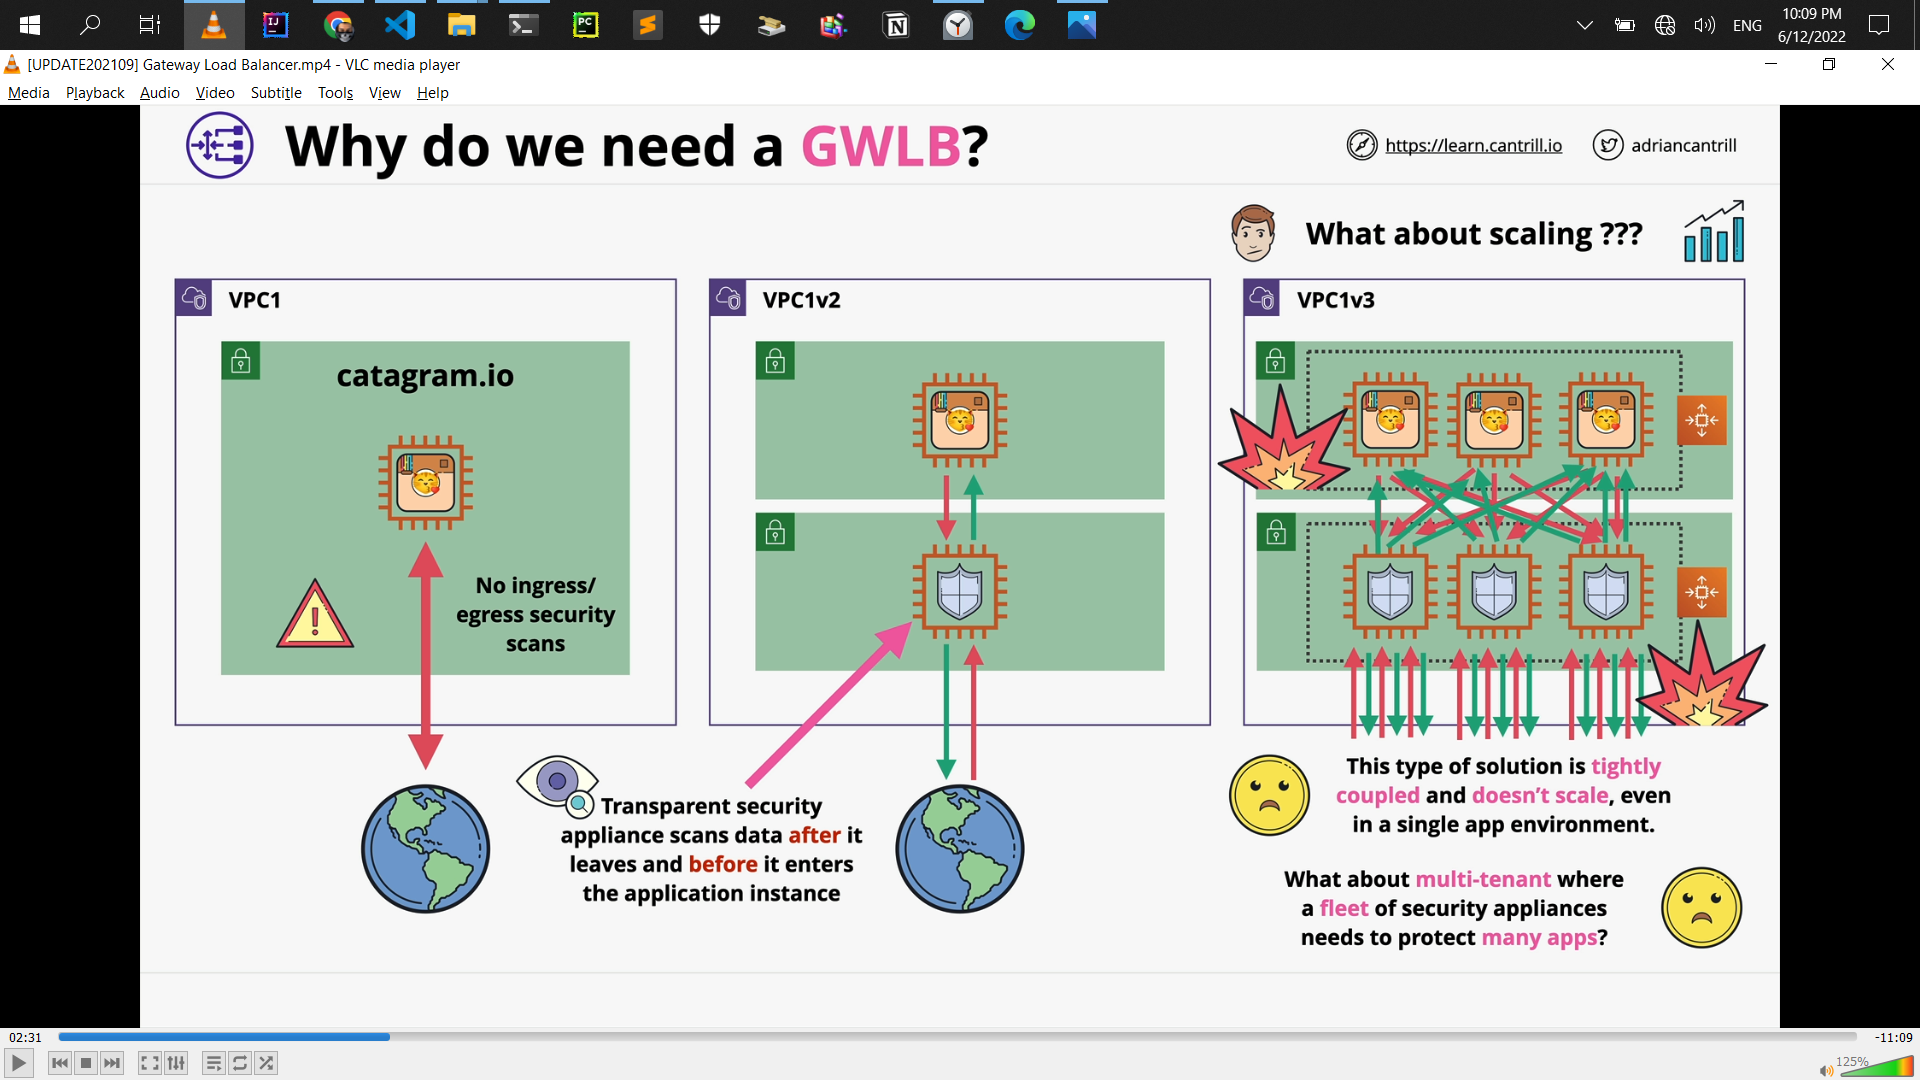 ENG
10:09 PM
6/12/2022
[UPDATE202109] Gateway Load Balancer.mp4 - VLC media player
Media Playback Audio Video Subtitle Tools View Help
Why do we need a GWLB?
https://learn.cantrill.io
adriancantrill
What about scaling ???
VPC1
catagram.io
No ingress/
egress security
scans
VPC1v2
Transparent security
appliance scans data after it
leaves and before it enters
the application instance
VPC1v3
This type of solution is tightly
coupled and doesn't scale, even
in a single app environment.
What about multi-tenant where
a fleet of security appliances
needs to protect many apps?
02:31
-11:09
125%